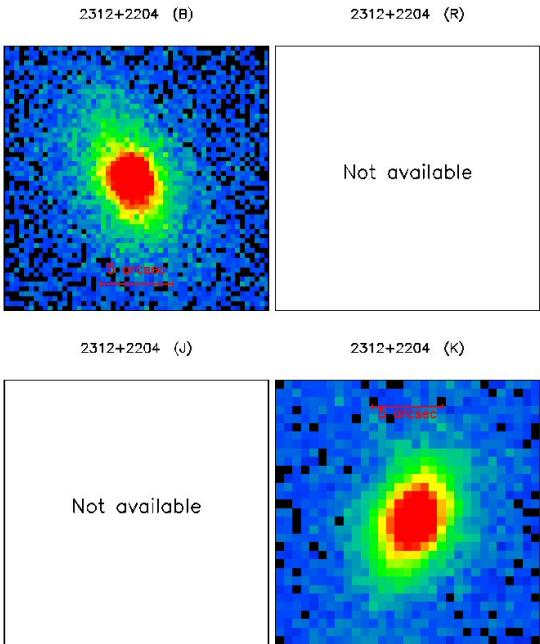 2312+2204 (B)
2312+2204 (R)
Not available
5 arcsec
2312+2204 (J)
2312+2204 (K)
Not available
5 arcsec